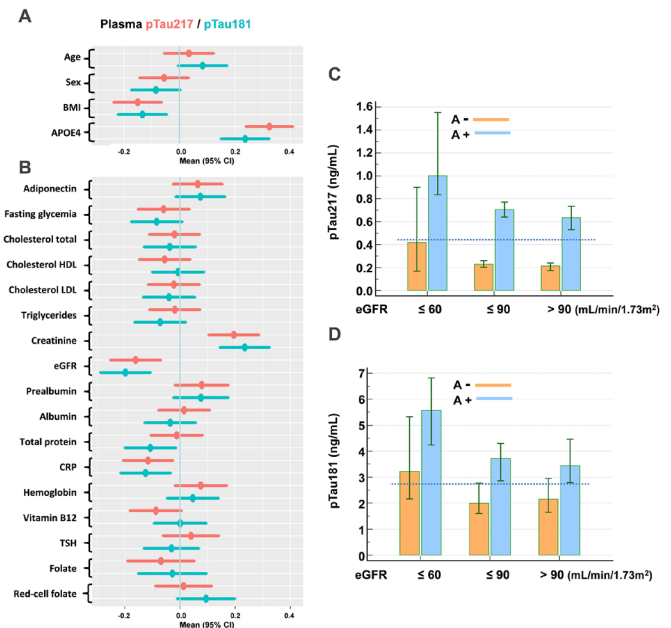 A
Plasma pTau217 / pTau181
Age
Sex
BMI
APOE4
-0.2 0.0 0.2 0.4
Mean (95% CI)
B
Adiponectin
Fasting glycemia
Cholesterol total
Cholesterol HDL
Cholesterol LDL
Triglycerides
Creatinine
eGFR
Prealbumin
Albumin
Total protein
CRP
Hemoglobin
Vitamin B12
TSH
Folate
Red-cell folate
-0.2 0.0 0.2 0.4
Mean (95% CI)
C
A -
A +
pTau217 (ng/mL)
1.6
1.4
1.2
1.0
0.8
0.6
0.4
0.2
0.0
eGFR ≤ 60 ≤ 90 > 90 (mL/min/1.73m²)
D
A -
A +
pTau181 (ng/mL)
7
6
5
4
3
2
1
0
eGFR ≤ 60 ≤ 90 > 90 (mL/min/1.73m²)